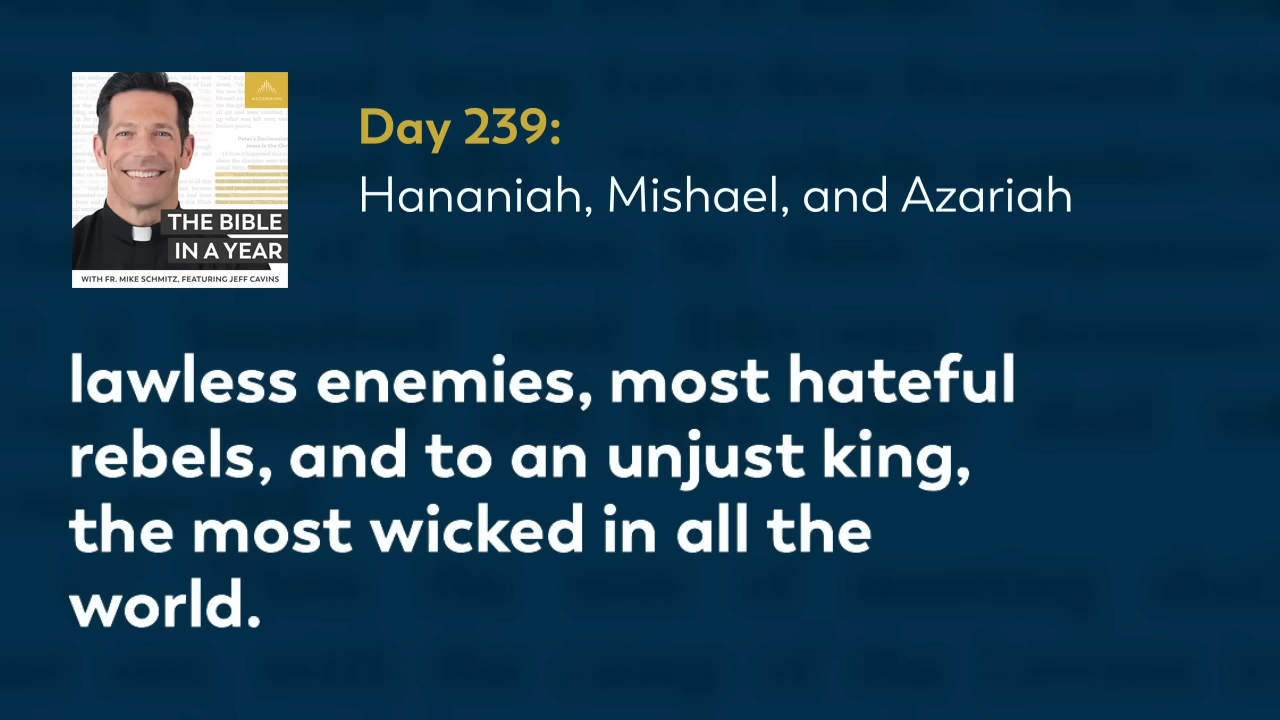 ASCENSION
THE BIBLE
IN A YEAR
WITH FR. MIKE SCHMITZ, FEATURING JEFF CAVINS
Day 239:
Hananiah, Mishael, and Azariah
lawless enemies, most hateful
rebels, and to an unjust king,
the most wicked in all the
world.